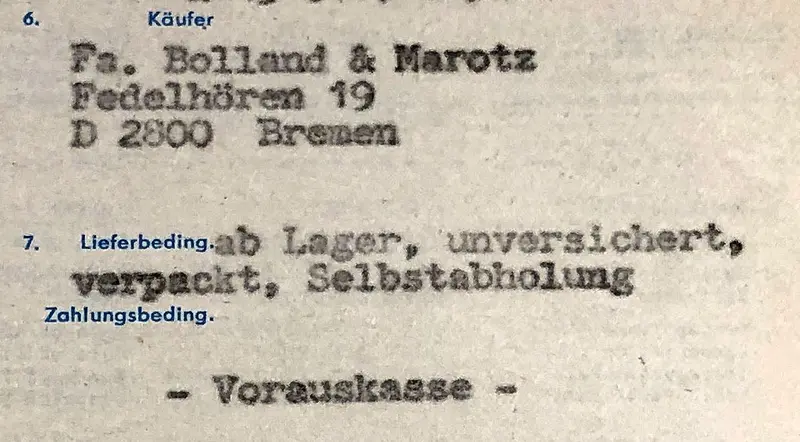 6. Käufer
Fa. Bolland & Marotz
Fedelhören 19
D 2800 Bremen
7. Lieferbeding. ab Lager, unversichert,
verpackt, Selbstabholung
Zahlungsbeding.
- Vorauskasse -